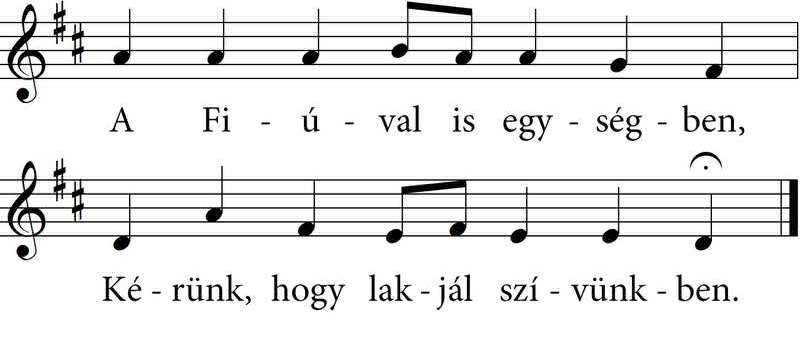 A Fi - ú - val is egy - ség - ben,
Ké - rünk, hogy lak - jál szí - vünk - ben.